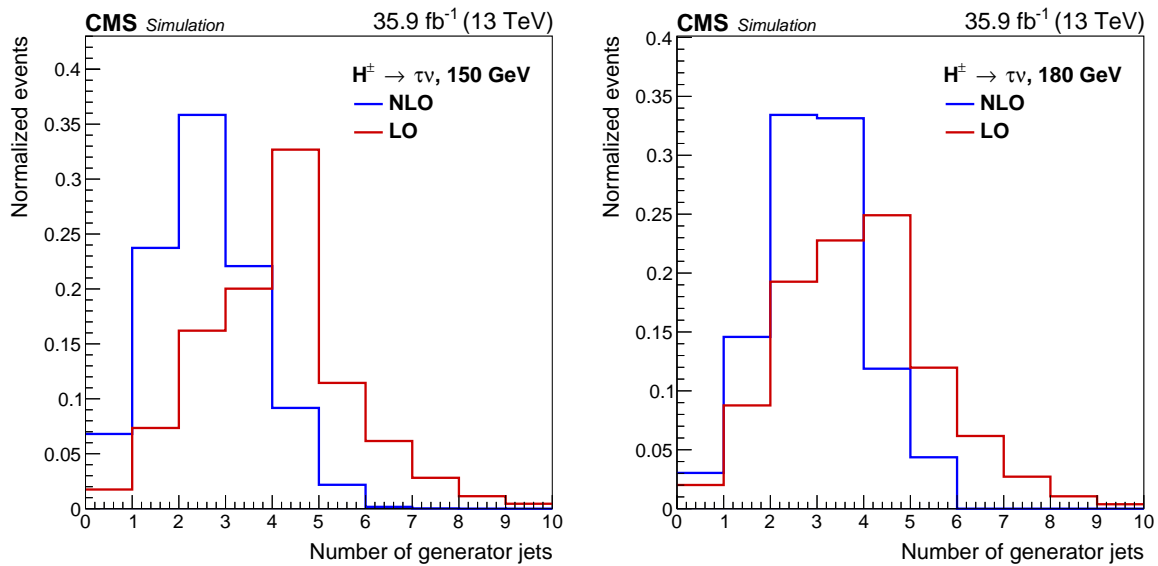 CMS Simulation 35.9 fb⁻¹ (13 TeV)
Normalized events
0.4
0.35
0.3
0.25
0.2
0.15
0.1
0.05
0
H± → τν, 150 GeV
NLO
LO
0 1 2 3 4 5 6 7 8 9 10
Number of generator jets
CMS Simulation 35.9 fb⁻¹ (13 TeV)
Normalized events
0.4
0.35
0.3
0.25
0.2
0.15
0.1
0.05
0
H± → τν, 180 GeV
NLO
LO
0 1 2 3 4 5 6 7 8 9 10
Number of generator jets